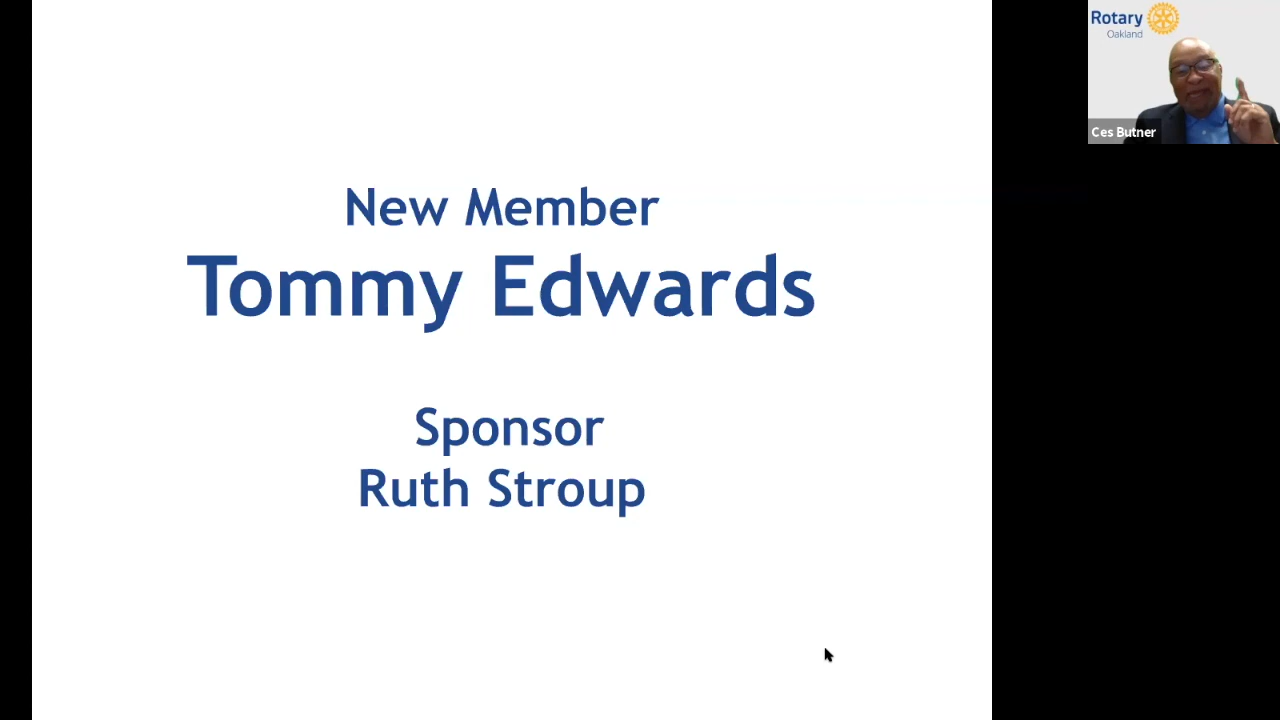 New Member
Tommy Edwards
Sponsor
Ruth Stroup
Rotary
Oakland
Ces Butner